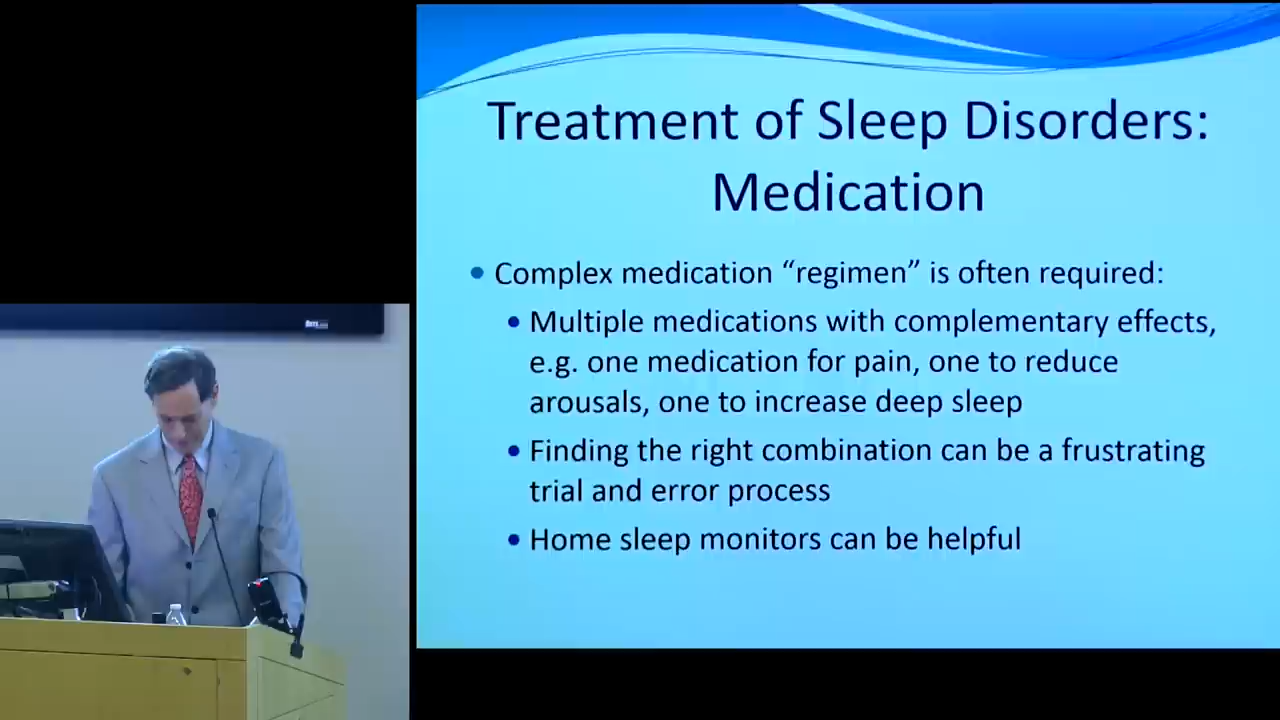 Treatment of Sleep Disorders:
Medication
• Complex medication “regimen” is often required:
• Multiple medications with complementary effects,
e.g. one medication for pain, one to reduce
arousals, one to increase deep sleep
• Finding the right combination can be a frustrating
trial and error process
• Home sleep monitors can be helpful